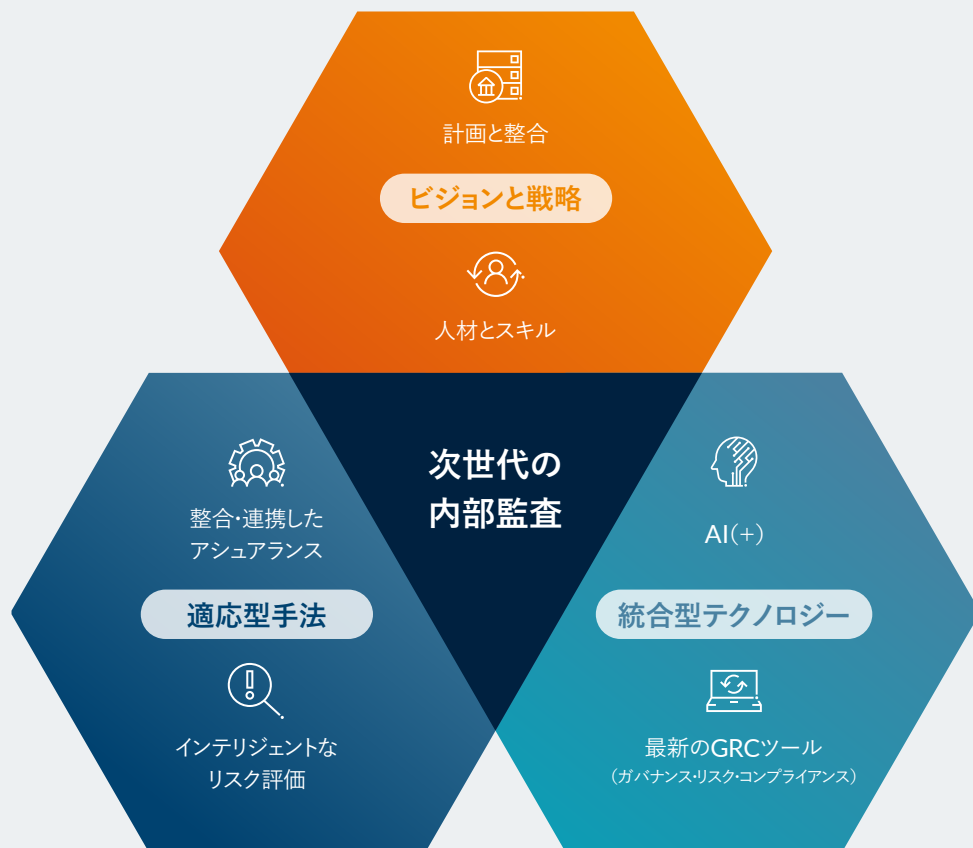 計画と整合
ビジョンと戦略
人材とスキル
次世代の
内部監査
整合・連携した
アシュアランス
適応型手法
インテリジェントな
リスク評価
AI(+)
統合型テクノロジー
最新のGRCツール
(ガバナンス・リスク・コンプライアンス)